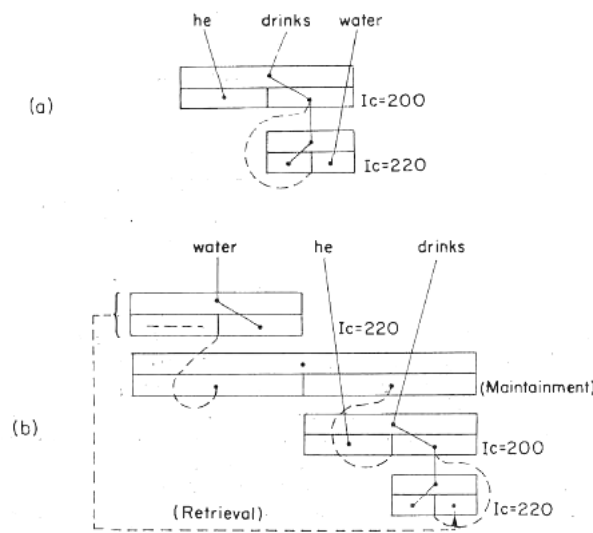 he drinks water
(a)
Ic=200
Ic=220
water he drinks
Ic=220
(Maintainment)
(b)
Ic=200
(Retrieval)
Ic=220